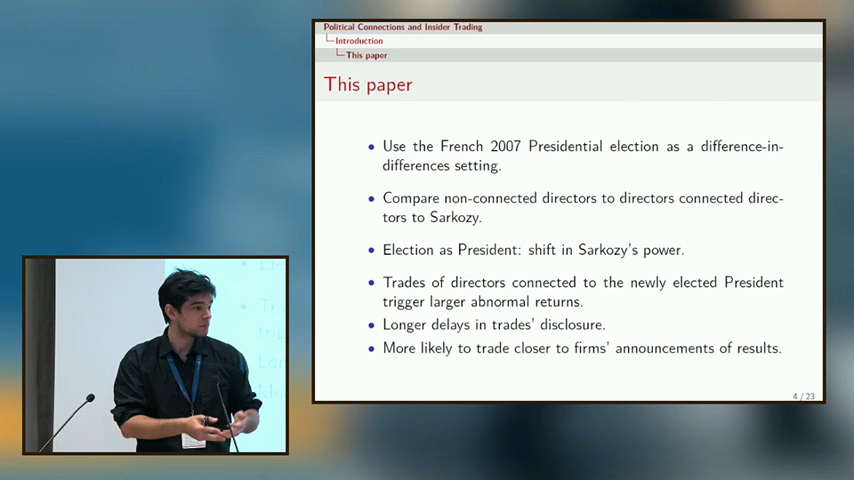 Political Connections and Insider Trading
Introduction
This paper
This paper
• Use the French 2007 Presidential election as a difference-in-
differences setting.
• Compare non-connected directors to directors connected direc-
tors to Sarkozy.
• Election as President: shift in Sarkozy's power.
• Trades of directors connected to the newly elected President
trigger larger abnormal returns.
• Longer delays in trades' disclosure.
• More likely to trade closer to firms' announcements of results.
4 / 23